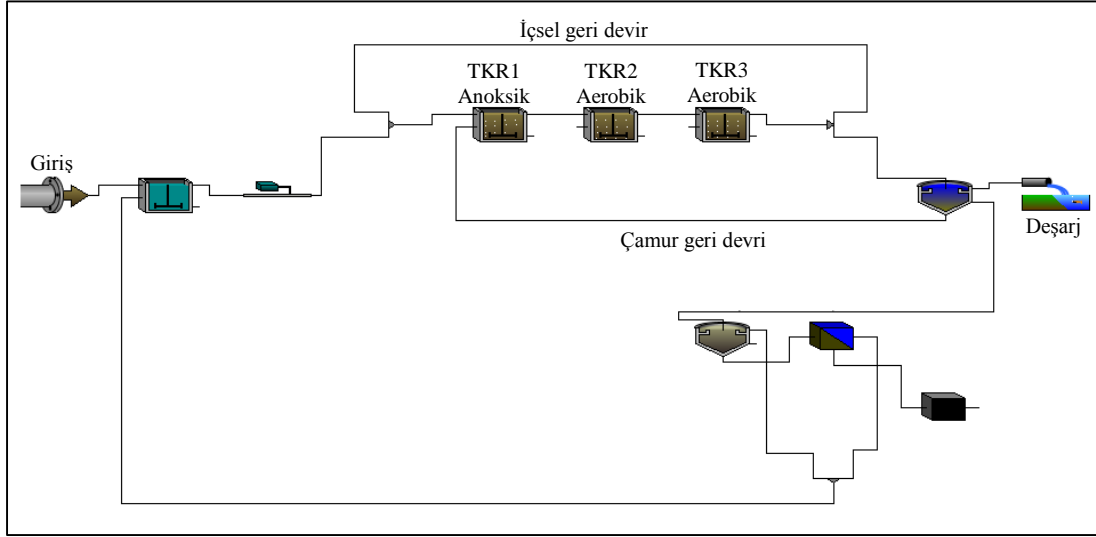 İçsel geri devir
TKR1
Anoksik
TKR2
Aerobik
TKR3
Aerobik
Giriş
Çamur geri devri
Deşarj